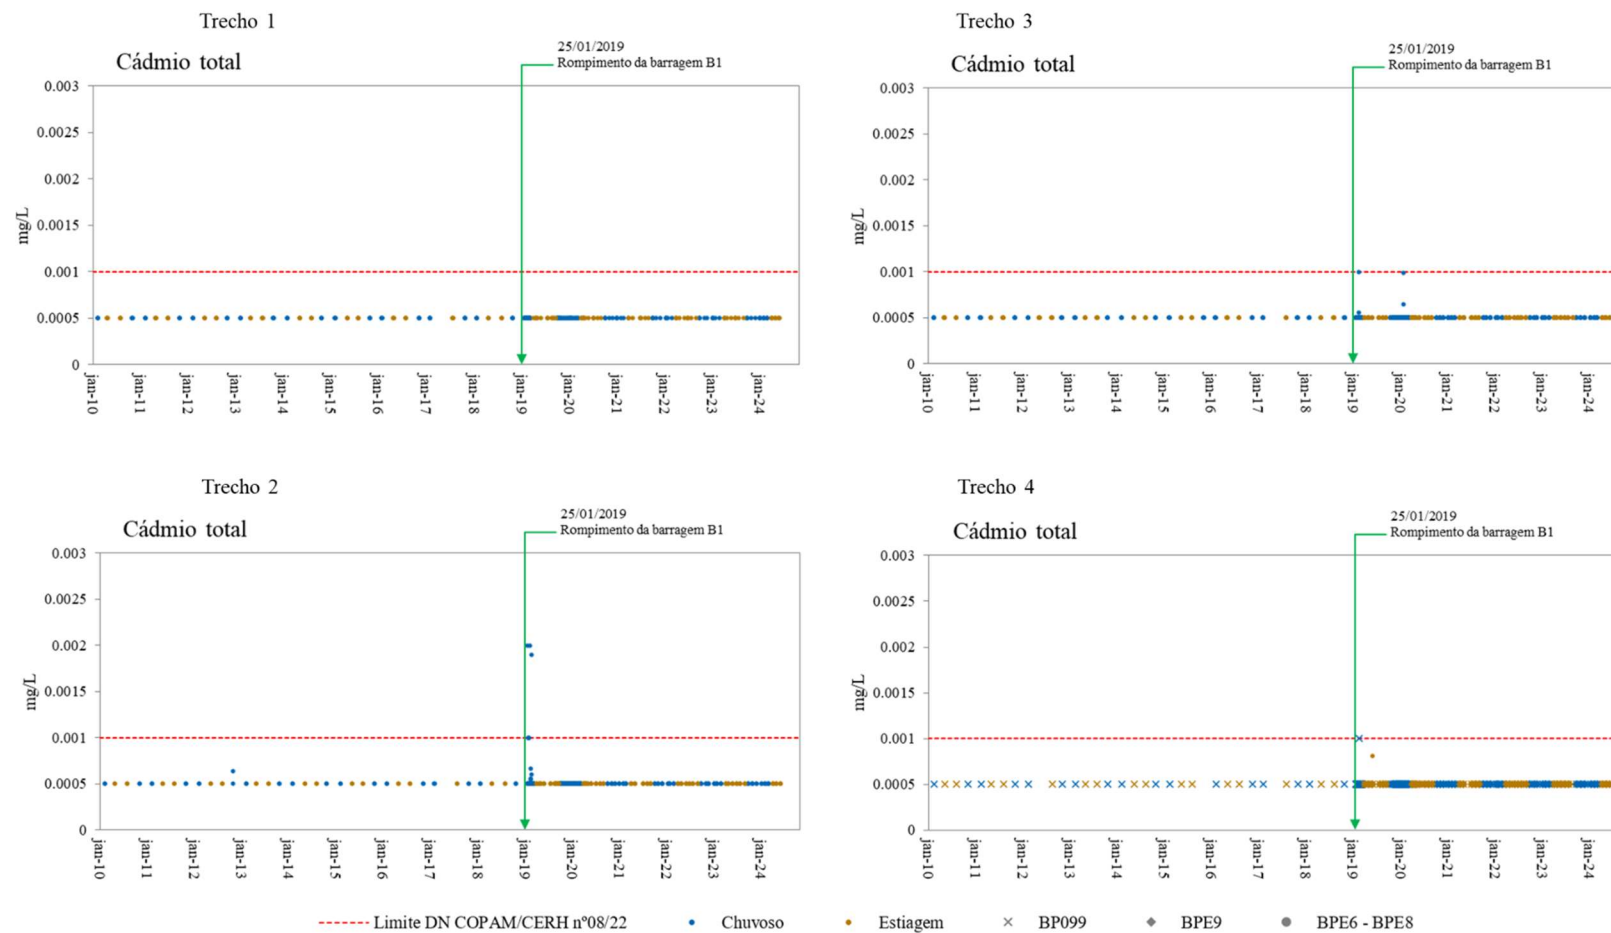 Trecho 1
Cádmio total
25/01/2019
Rompimento da barragem B1
mg/L
0.003
0.0025
0.002
0.0015
0.001
0.0005
0
jan-10
jan-11
jan-12
jan-13
jan-14
jan-15
jan-16
jan-17
jan-18
jan-19
jan-20
jan-21
jan-22
jan-23
jan-24
Trecho 3
Cádmio total
25/01/2019
Rompimento da barragem B1
mg/L
0.003
0.0025
0.002
0.0015
0.001
0.0005
0
jan-10
jan-11
jan-12
jan-13
jan-14
jan-15
jan-16
jan-17
jan-18
jan-19
jan-20
jan-21
jan-22
jan-23
jan-24
Trecho 2
Cádmio total
25/01/2019
Rompimento da barragem B1
mg/L
0.003
0.0025
0.002
0.0015
0.001
0.0005
0
jan-10
jan-11
jan-12
jan-13
jan-14
jan-15
jan-16
jan-17
jan-18
jan-19
jan-20
jan-21
jan-22
jan-23
jan-24
Trecho 4
Cádmio total
25/01/2019
Rompimento da barragem B1
mg/L
0.003
0.0025
0.002
0.0015
0.001
0.0005
0
jan-10
jan-11
jan-12
jan-13
jan-14
jan-15
jan-16
jan-17
jan-18
jan-19
jan-20
jan-21
jan-22
jan-23
jan-24
Limite DN COPAM/CERH nº08/22 Chuvoso Estiagem BP099 BPE9 BPE6 - BPE8